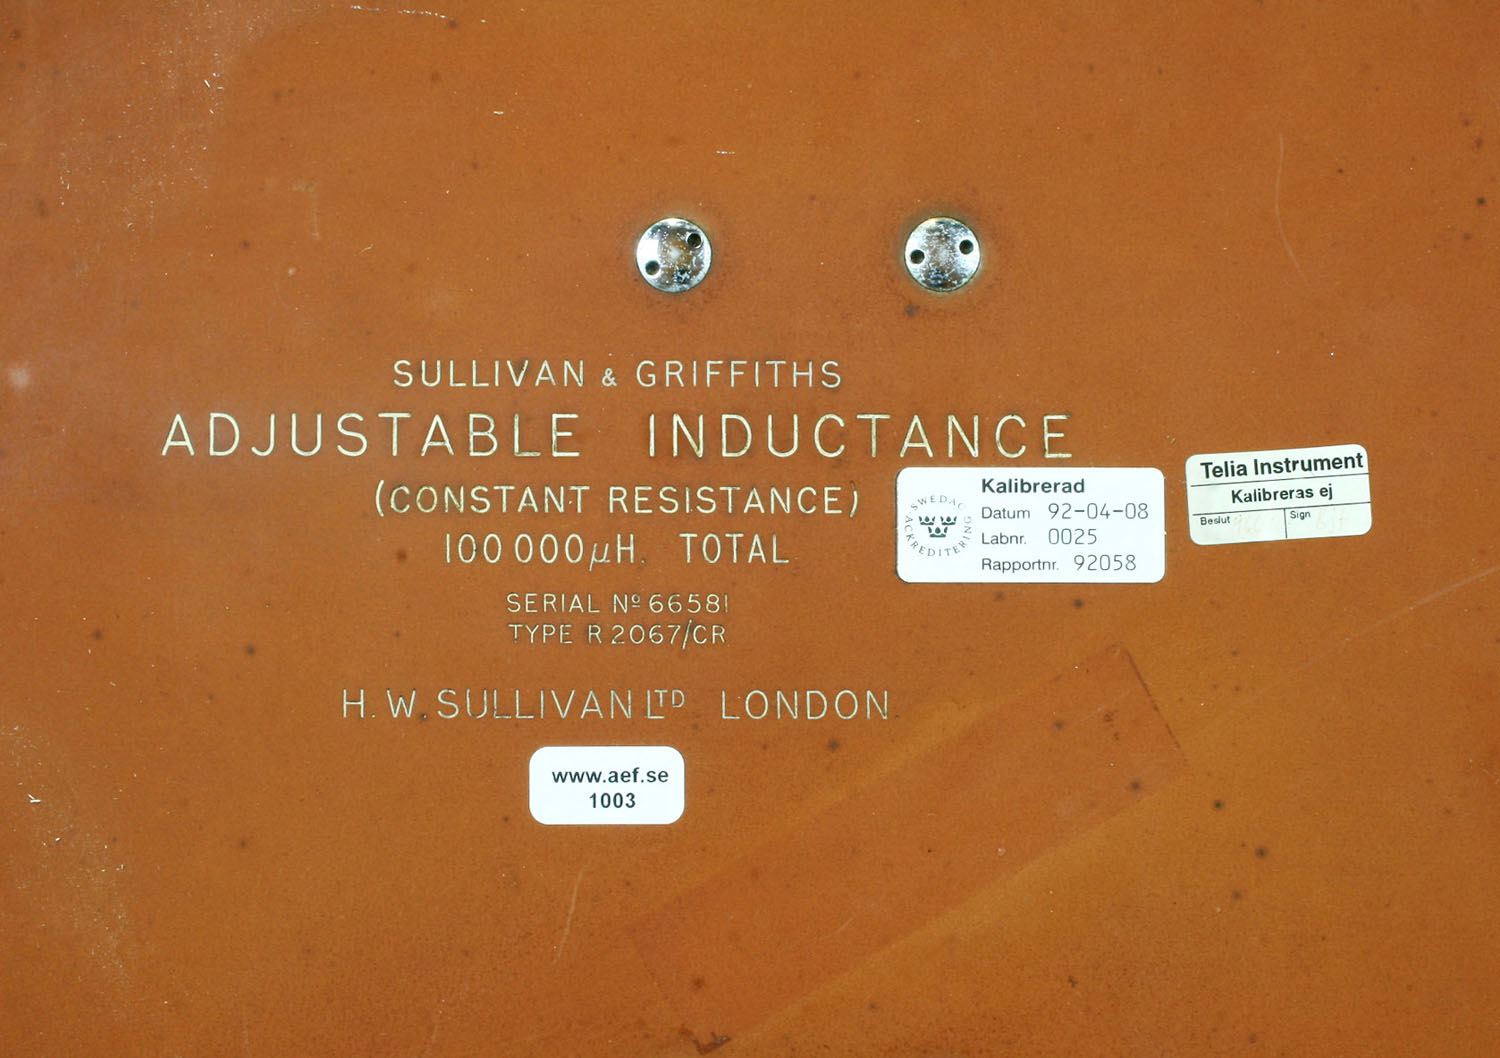 SULLIVAN & GRIFFITHS
ADJUSTABLE INDUCTANCE
(CONSTANT RESISTANCE)
100 000 µH. TOTAL
SERIAL Nº 66581
TYPE R 2067/CR
H. W. SULLIVAN LTD LONDON.
www.aef.se
1003
SWEDAC
ACKREDITERING
Kalibrerad
Datum 92-04-08
Labnr. 0025
Rapportnr. 92058
Telia Instrument
Kalibreras ej
Beslut
Sign